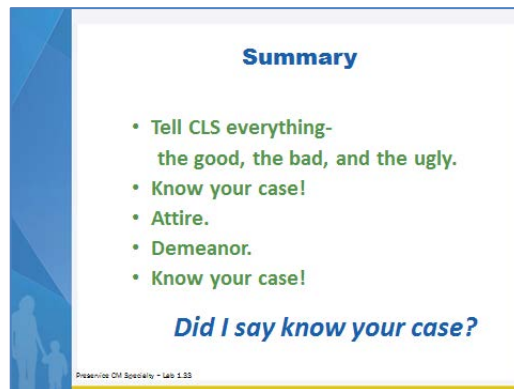 Summary
• Tell CLS everything-
the good, the bad, and the ugly.
• Know your case!
• Attire.
• Demeanor.
• Know your case!
Did I say know your case?
Preservice CM Specialty – Lab 1.33